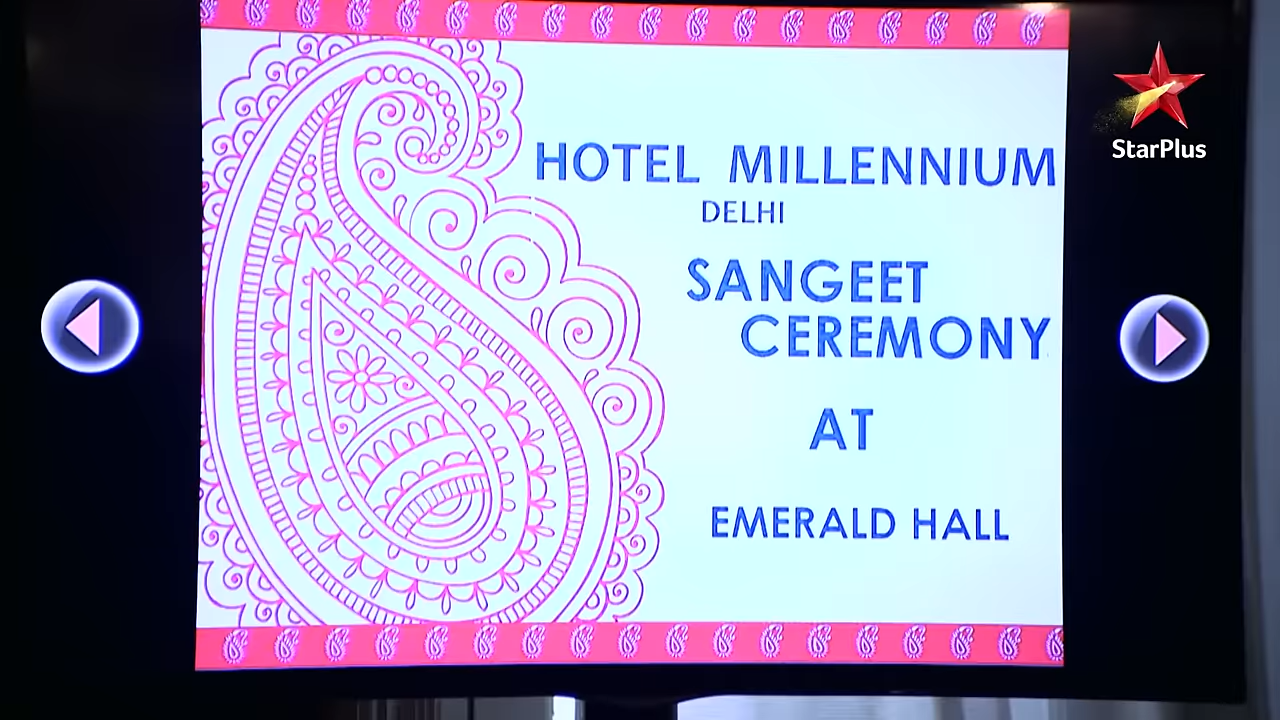 HOTEL MILLENNIUM
DELHI
SANGEET
CEREMONY
AT
EMERALD HALL
StarPlus